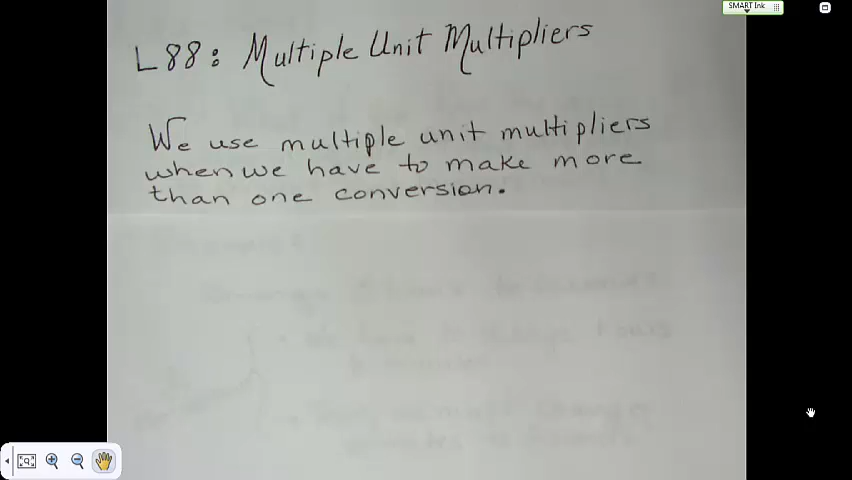 SMART Ink
L88: Multiple Unit Multipliers
We use multiple unit multipliers
when we have to make more
than one conversion.